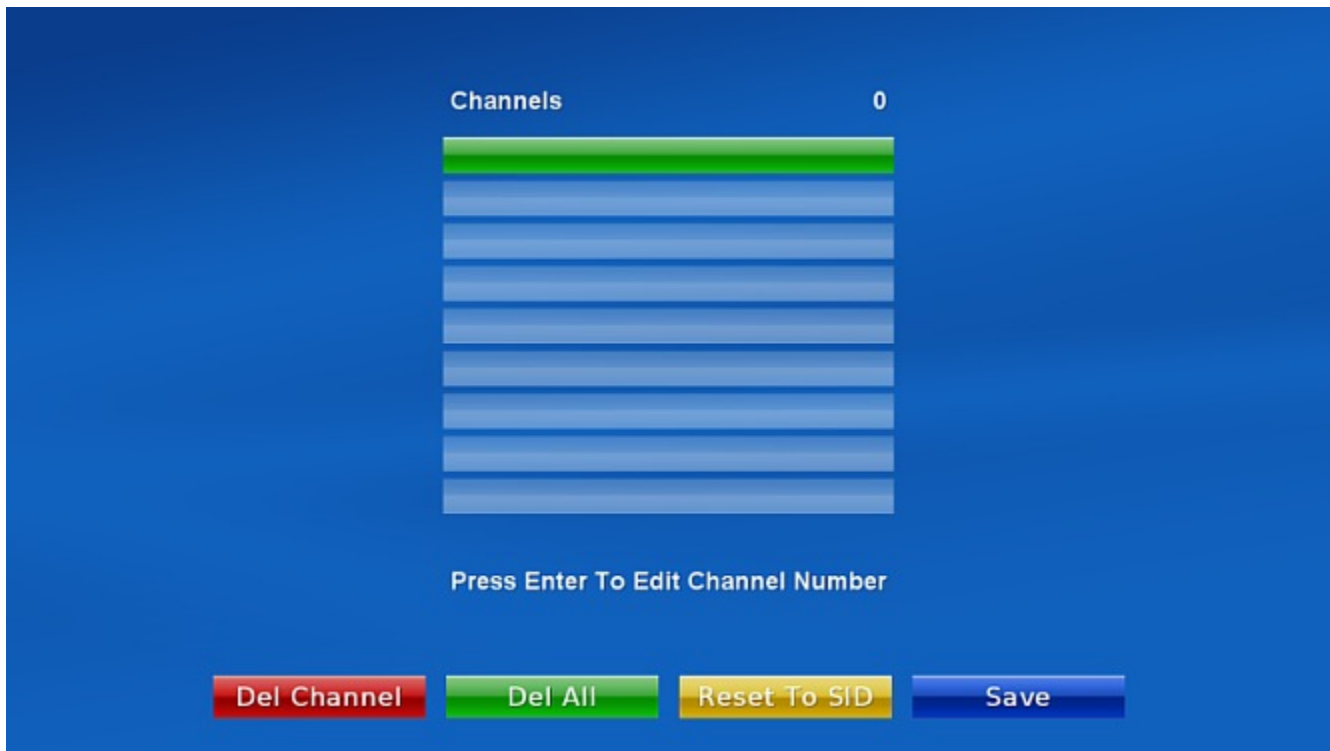 Channels 0
Press Enter To Edit Channel Number
Del Channel Del All Reset To SID Save